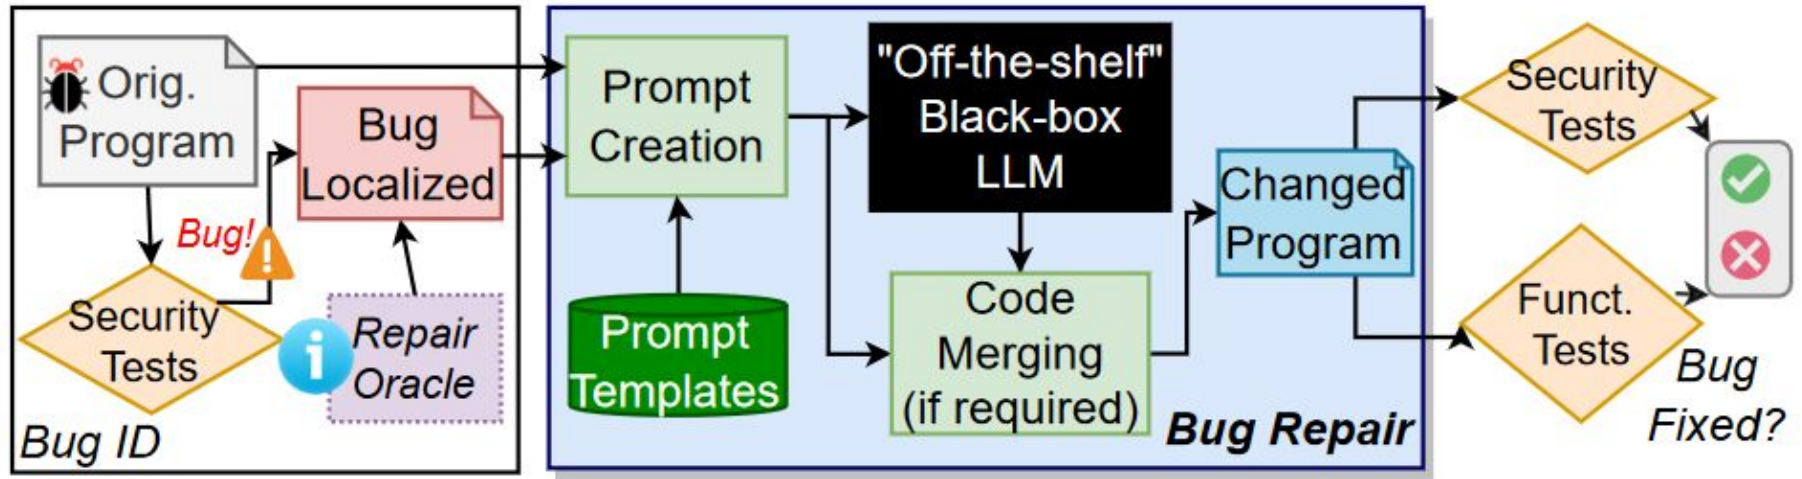 Orig.
Program
Bug
Localized
Bug!
Security
Tests
i
Repair
Oracle
Bug ID
Prompt
Creation
Prompt
Templates
"Off-the-shelf"
Black-box
LLM
Code
Merging
(if required)
Changed
Program
Bug Repair
Security
Tests
Funct.
Tests
Bug
Fixed?